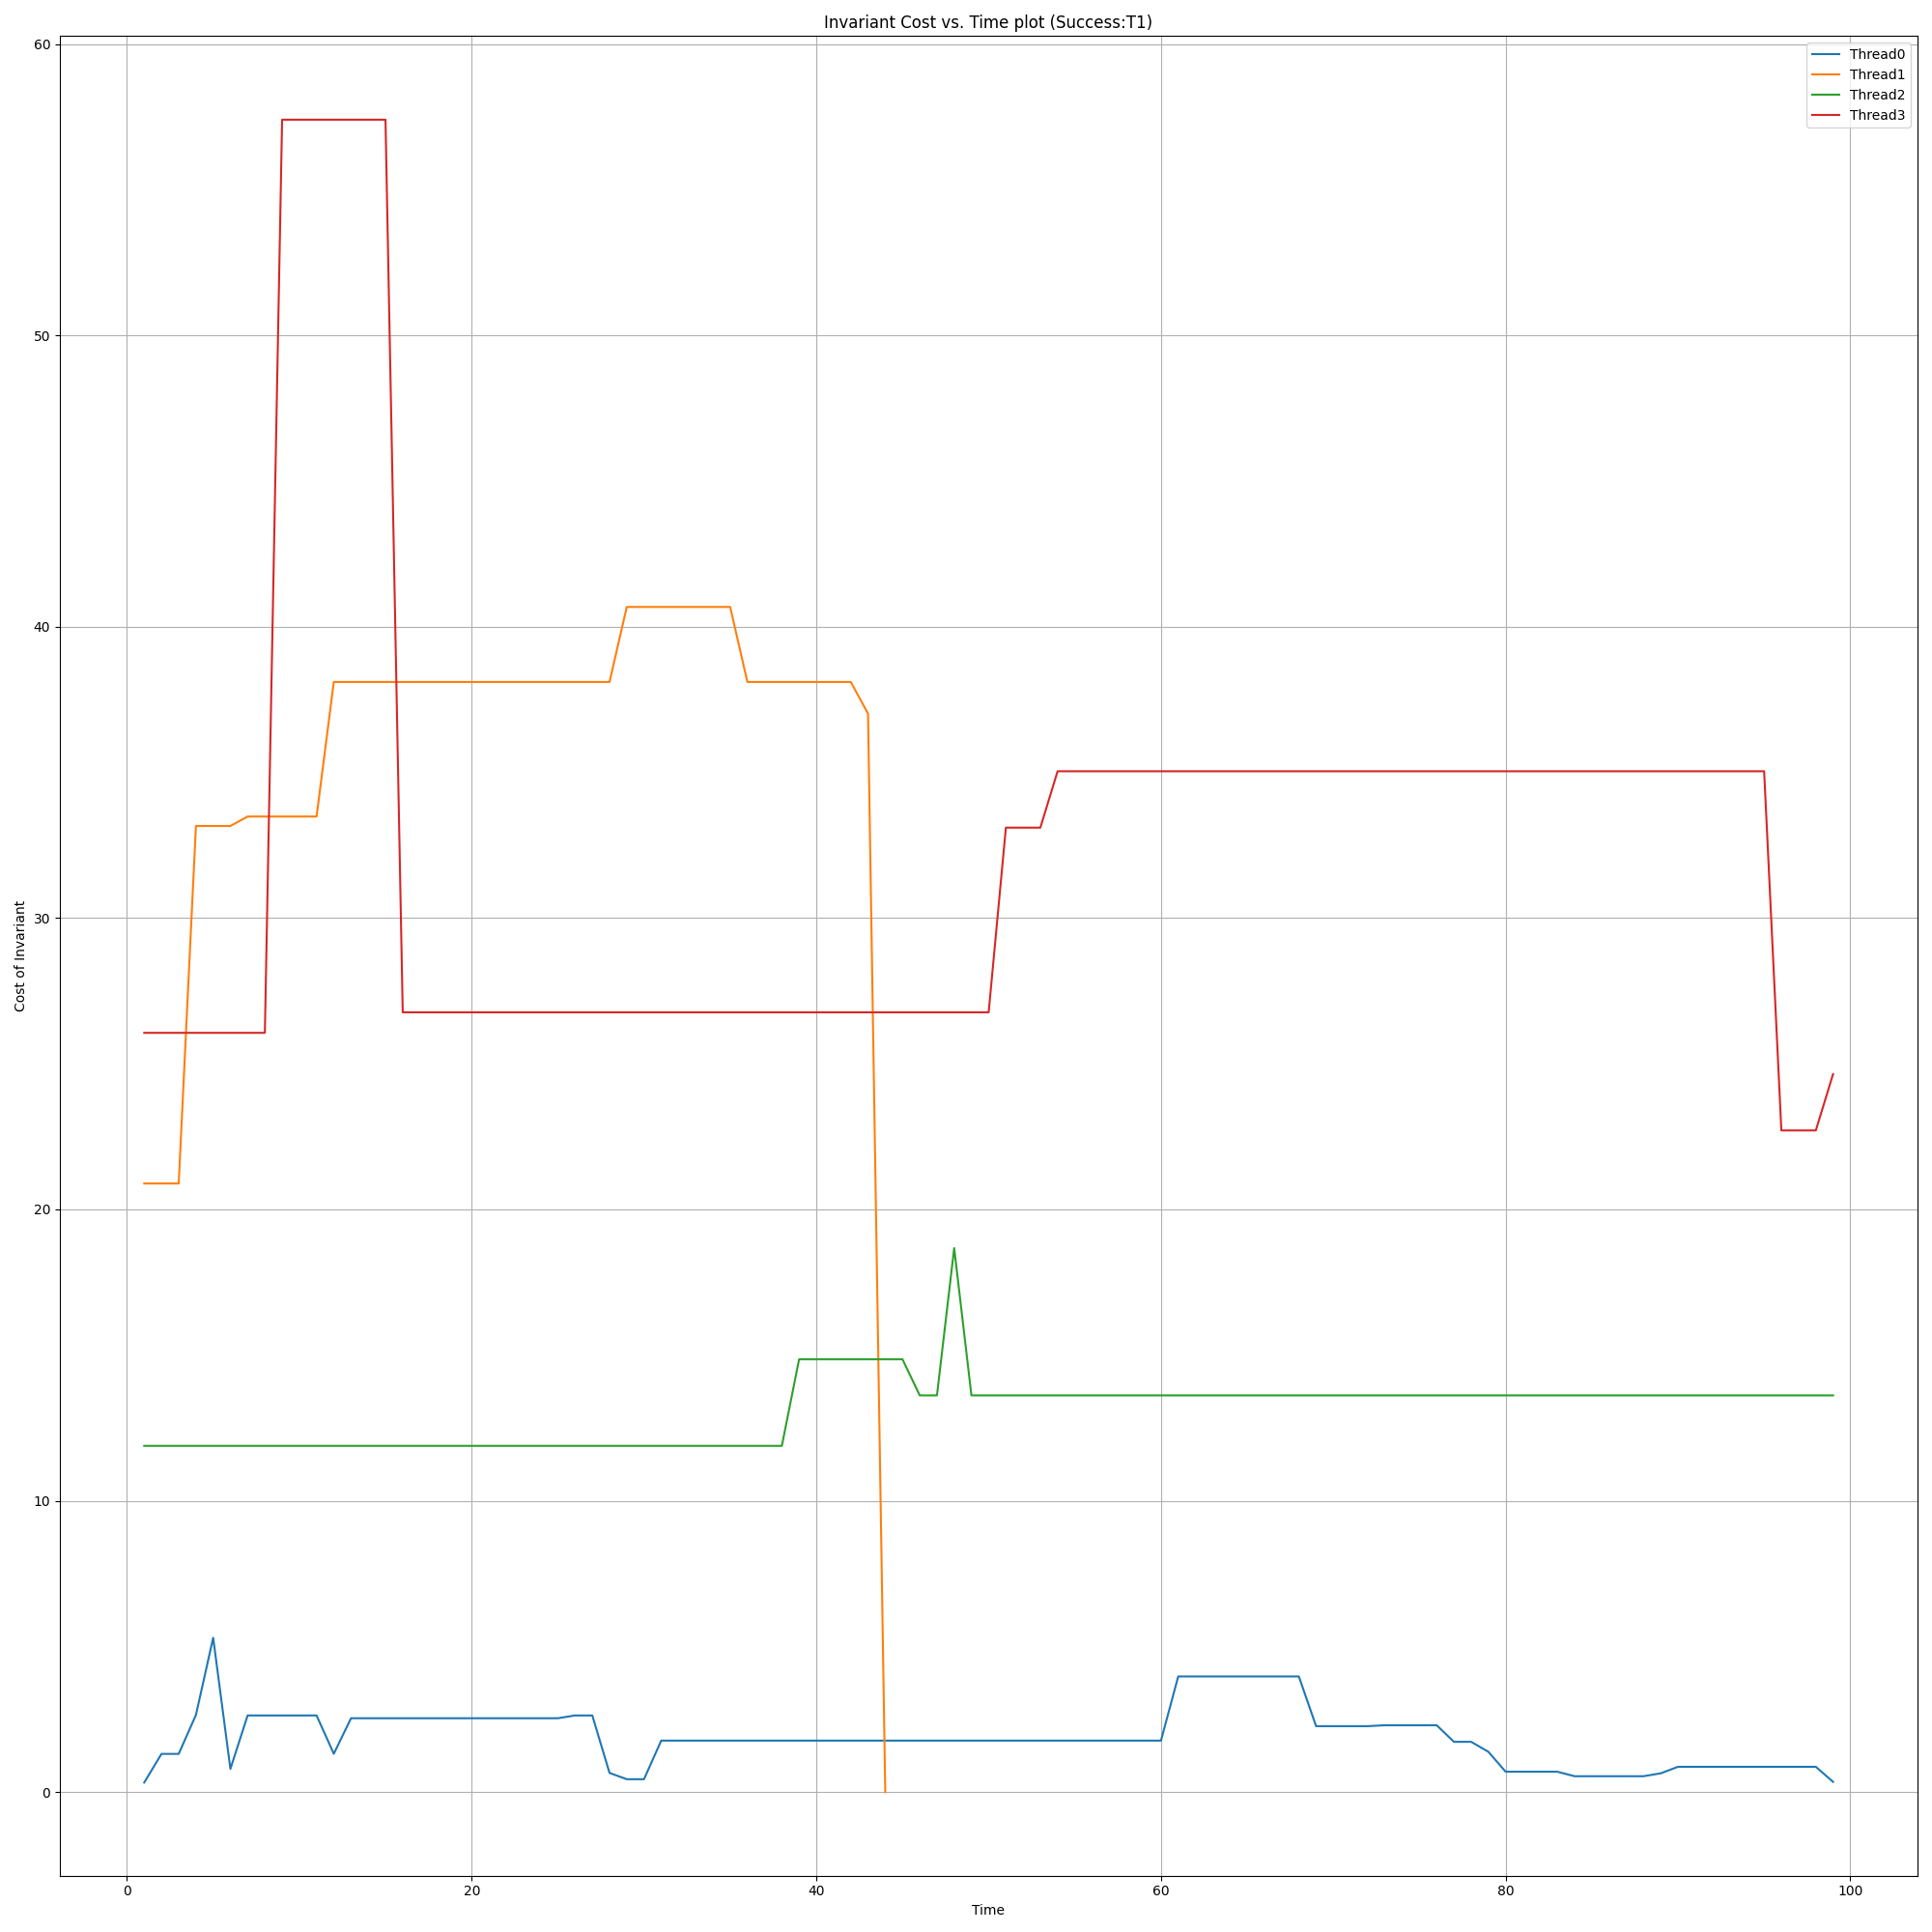 Invariant Cost vs. Time plot (Success:T1)
Thread0
Thread1
Thread2
Thread3
60
50
40
30
20
10
0
Cost of Invariant
0 20 40 60 80 100
Time